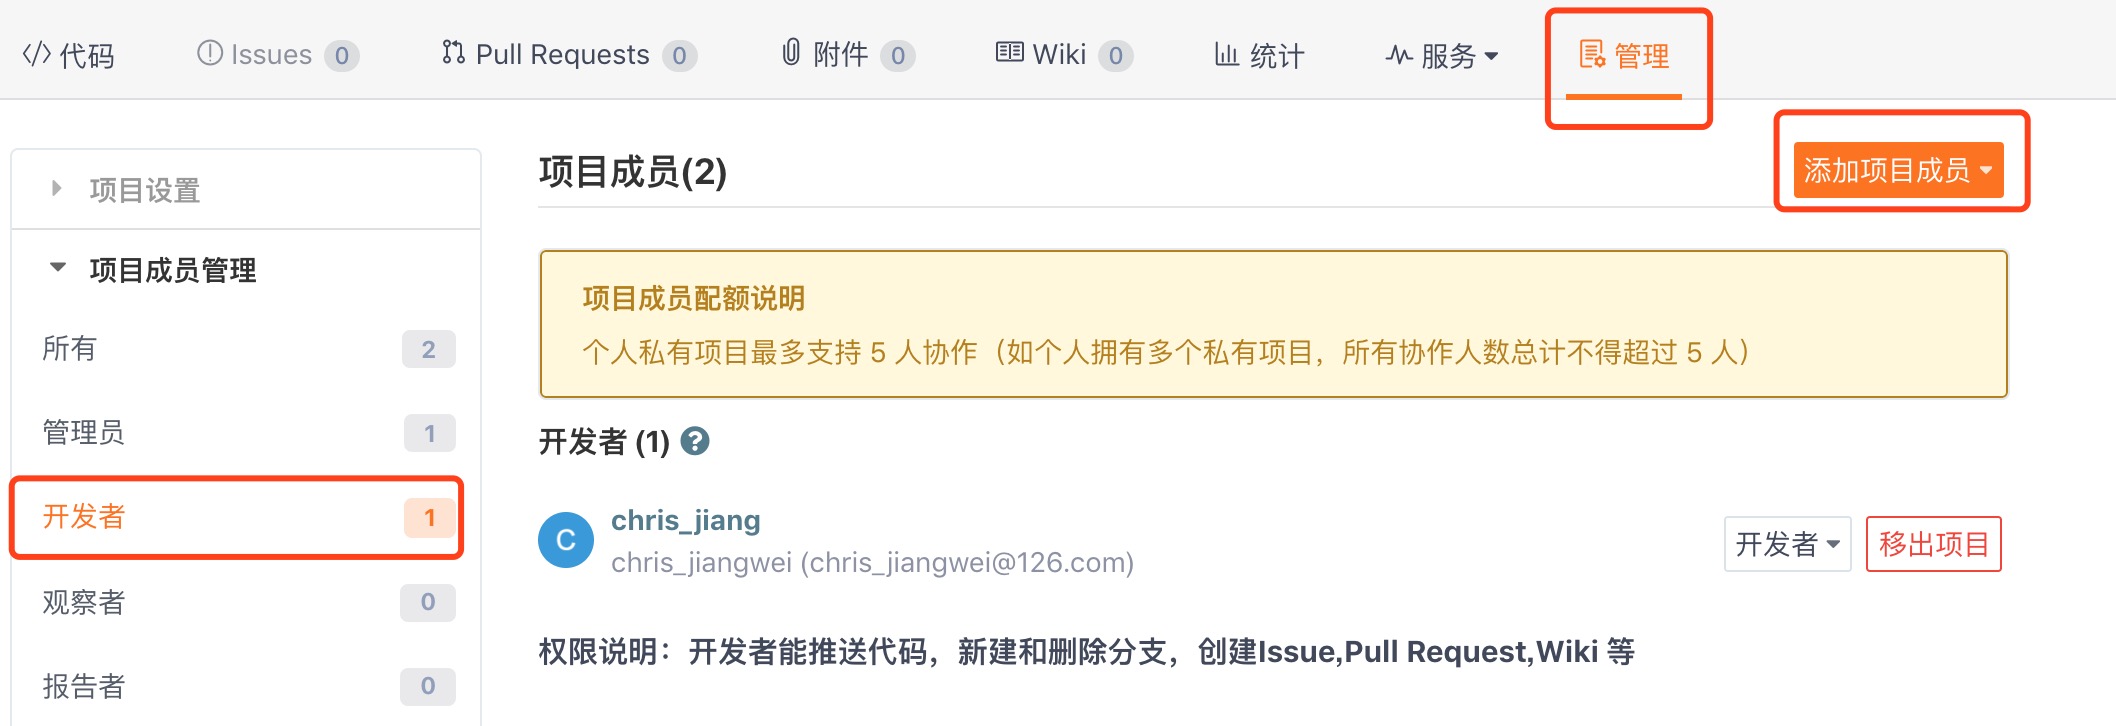 代码 Issues 0 Pull Requests 0 附件 0 Wiki 0 统计 服务 管理
项目设置
项目成员管理
所有 2
管理员 1
开发者 1
观察者 0
报告者 0
项目成员(2) 添加项目成员
项目成员配额说明
个人私有项目最多支持 5 人协作（如个人拥有多个私有项目，所有协作人数总计不得超过 5 人）
开发者 (1) ?
C
chris_jiang
chris_jiangwei (chris_jiangwei@126.com)
开发者 移出项目
权限说明：开发者能推送代码，新建和删除分支，创建Issue,Pull Request,Wiki 等